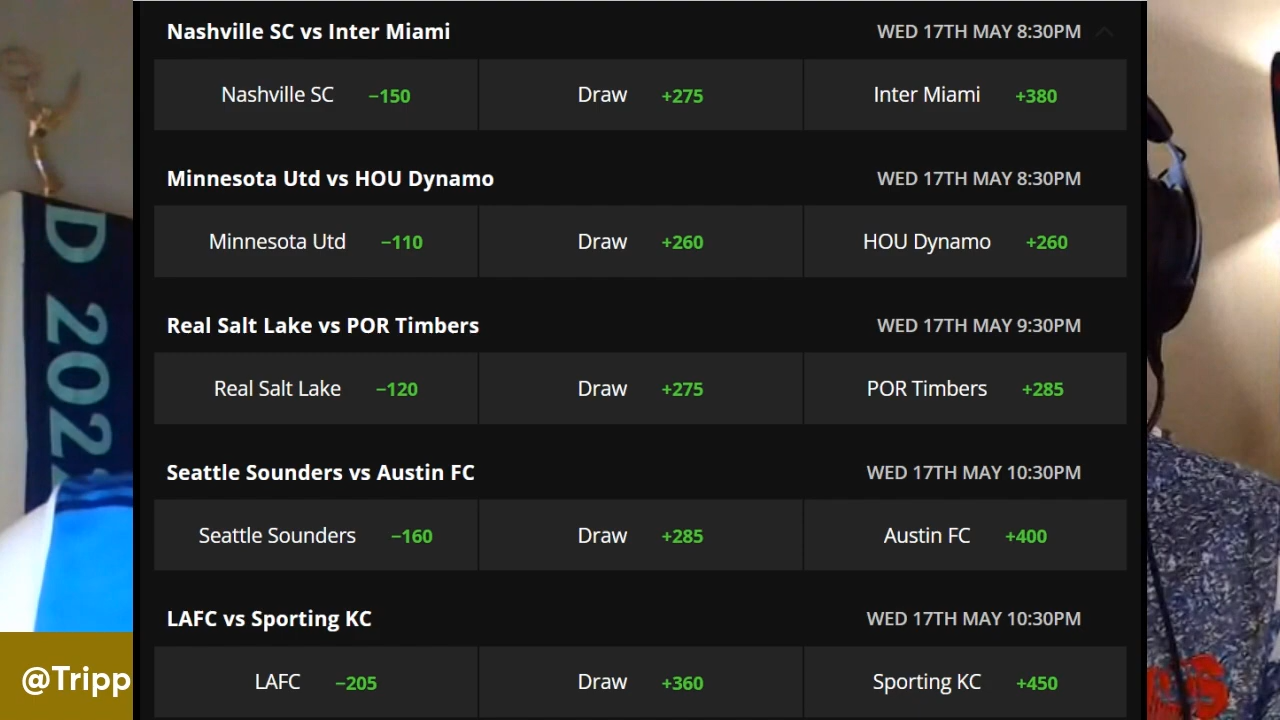 Nashville SC vs Inter Miami WED 17TH MAY 8:30PM
Nashville SC −150 Draw +275 Inter Miami +380
Minnesota Utd vs HOU Dynamo WED 17TH MAY 8:30PM
Minnesota Utd −110 Draw +260 HOU Dynamo +260
Real Salt Lake vs POR Timbers WED 17TH MAY 9:30PM
Real Salt Lake −120 Draw +275 POR Timbers +285
Seattle Sounders vs Austin FC WED 17TH MAY 10:30PM
Seattle Sounders −160 Draw +285 Austin FC +400
LAFC vs Sporting KC WED 17TH MAY 10:30PM
LAFC −205 Draw +360 Sporting KC +450
D 202
@Tripp